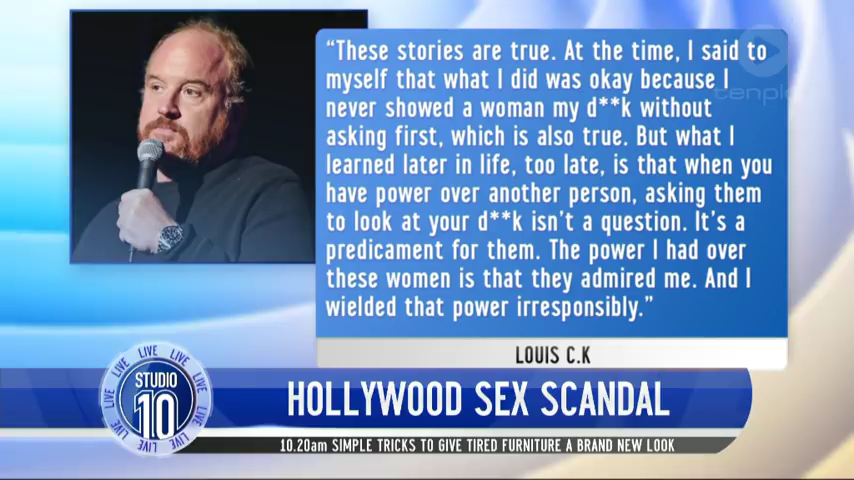 “These stories are true. At the time, I said to
myself that what I did was okay because I
never showed a woman my d**k without
asking first, which is also true. But what I
learned later in life, too late, is that when you
have power over another person, asking them
to look at your d**k isn’t a question. It’s a
predicament for them. The power I had over
these women is that they admired me. And I
wielded that power irresponsibly.”
LOUIS C.K
tenpla
LIVE LIVE LIVE LIVE
STUDIO
10
LIVE LIVE LIVE LIVE
HOLLYWOOD SEX SCANDAL
10.20am SIMPLE TRICKS TO GIVE TIRED FURNITURE A BRAND NEW LOOK